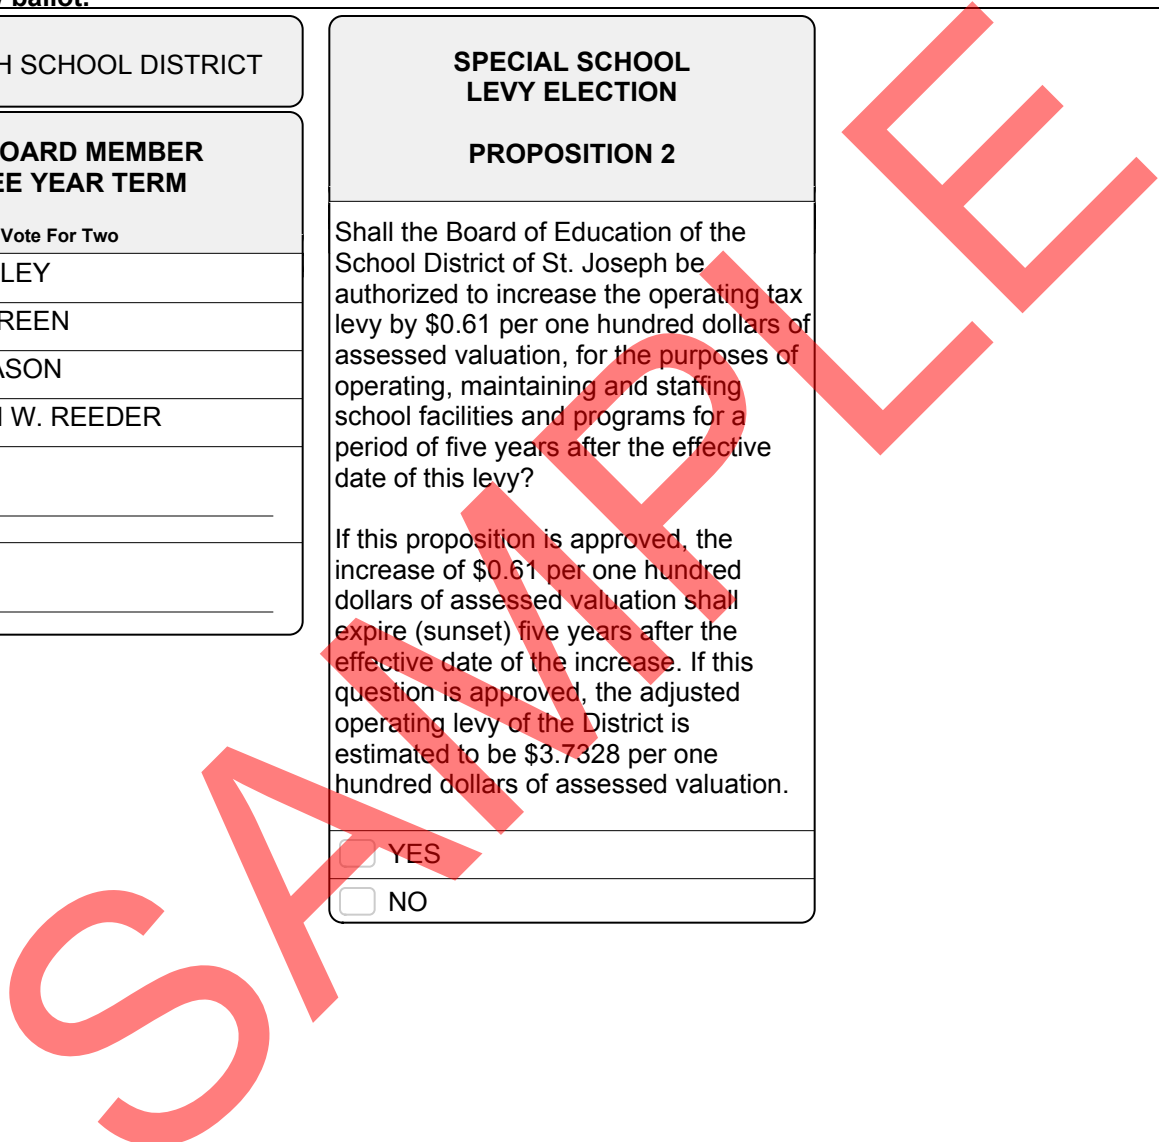 ballot.
H SCHOOL DISTRICT
OARD MEMBER
EE YEAR TERM
Vote For Two
LEY
REEN
ASON
W. REEDER
SPECIAL SCHOOL
LEVY ELECTION
PROPOSITION 2
Shall the Board of Education of the
School District of St. Joseph be
authorized to increase the operating tax
levy by $0.61 per one hundred dollars of
assessed valuation, for the purposes of
operating, maintaining and staffing
school facilities and programs for a
period of five years after the effective
date of this levy?
If this proposition is approved, the
increase of $0.61 per one hundred
dollars of assessed valuation shall
expire (sunset) five years after the
effective date of the increase. If this
question is approved, the adjusted
operating levy of the District is
estimated to be $3.7328 per one
hundred dollars of assessed valuation.
YES
NO
SAMPLE